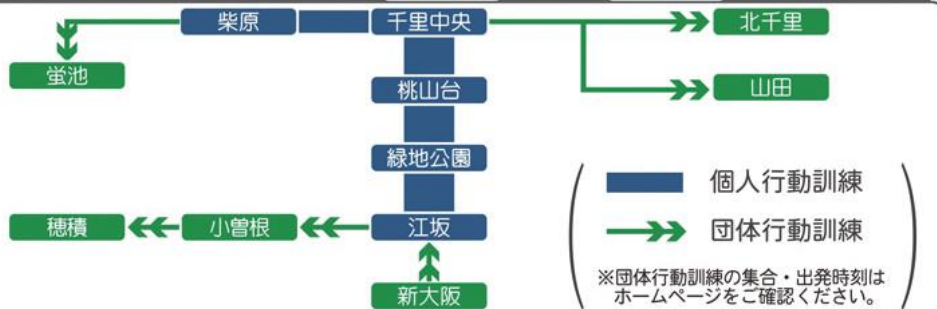 柴原
千里中央
北千里
蛍池
桃山台
山田
緑地公園
穂積
小曽根
江坂
新大阪
個人行動訓練
団体行動訓練
※団体行動訓練の集合・出発時刻は
ホームページをご確認ください。